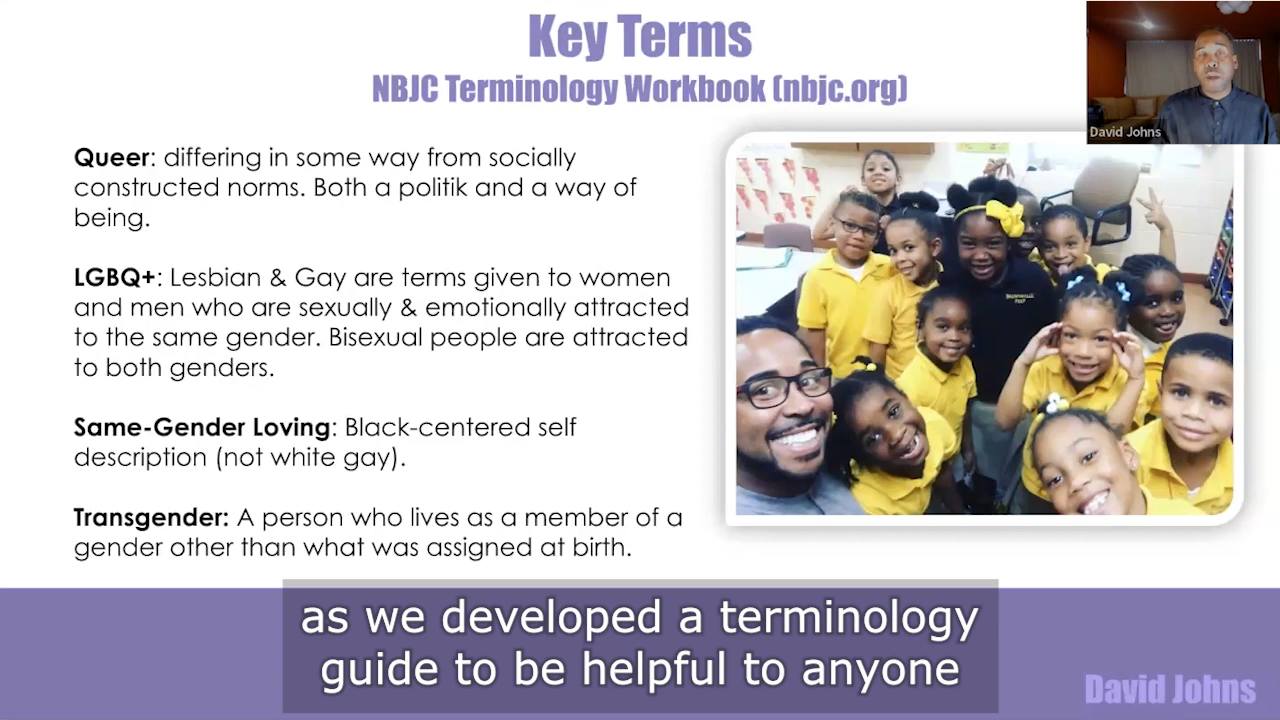 Key Terms
NBJC Terminology Workbook (nbjc.org)
David Johns
Queer: differing in some way from socially
constructed norms. Both a politik and a way of
being.
LGBQ+: Lesbian & Gay are terms given to women
and men who are sexually & emotionally attracted
to the same gender. Bisexual people are attracted
to both genders.
Same-Gender Loving: Black-centered self
description (not white gay).
Transgender: A person who lives as a member of a
gender other than what was assigned at birth.
as we developed a terminology
guide to be helpful to anyone
David Johns